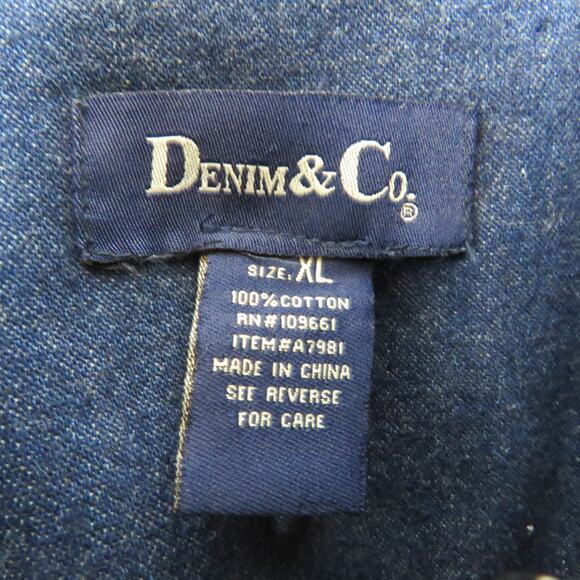 DENIM & CO.®
SIZE: XL
100% COTTON
RN#109661
ITEM#A7981
MADE IN CHINA
SEE REVERSE
FOR CARE